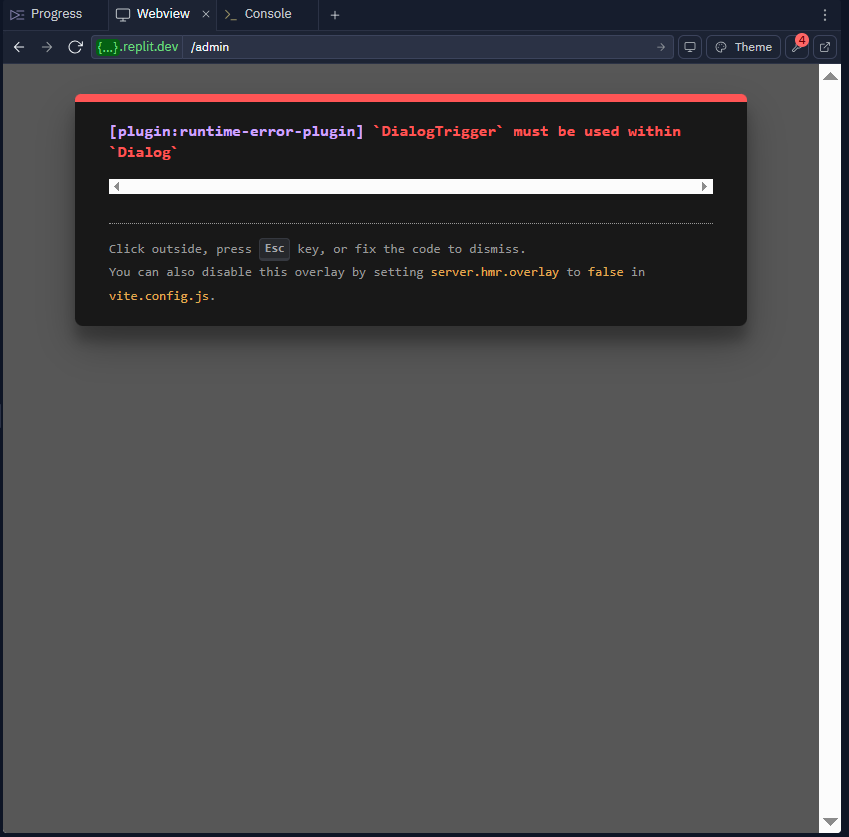 Progress
Webview
Console
{...}.replit.dev /admin
Theme
4
[plugin:runtime-error-plugin] `DialogTrigger` must be used within
`Dialog`
Click outside, press Esc key, or fix the code to dismiss.
You can also disable this overlay by setting server.hmr.overlay to false in
vite.config.js.